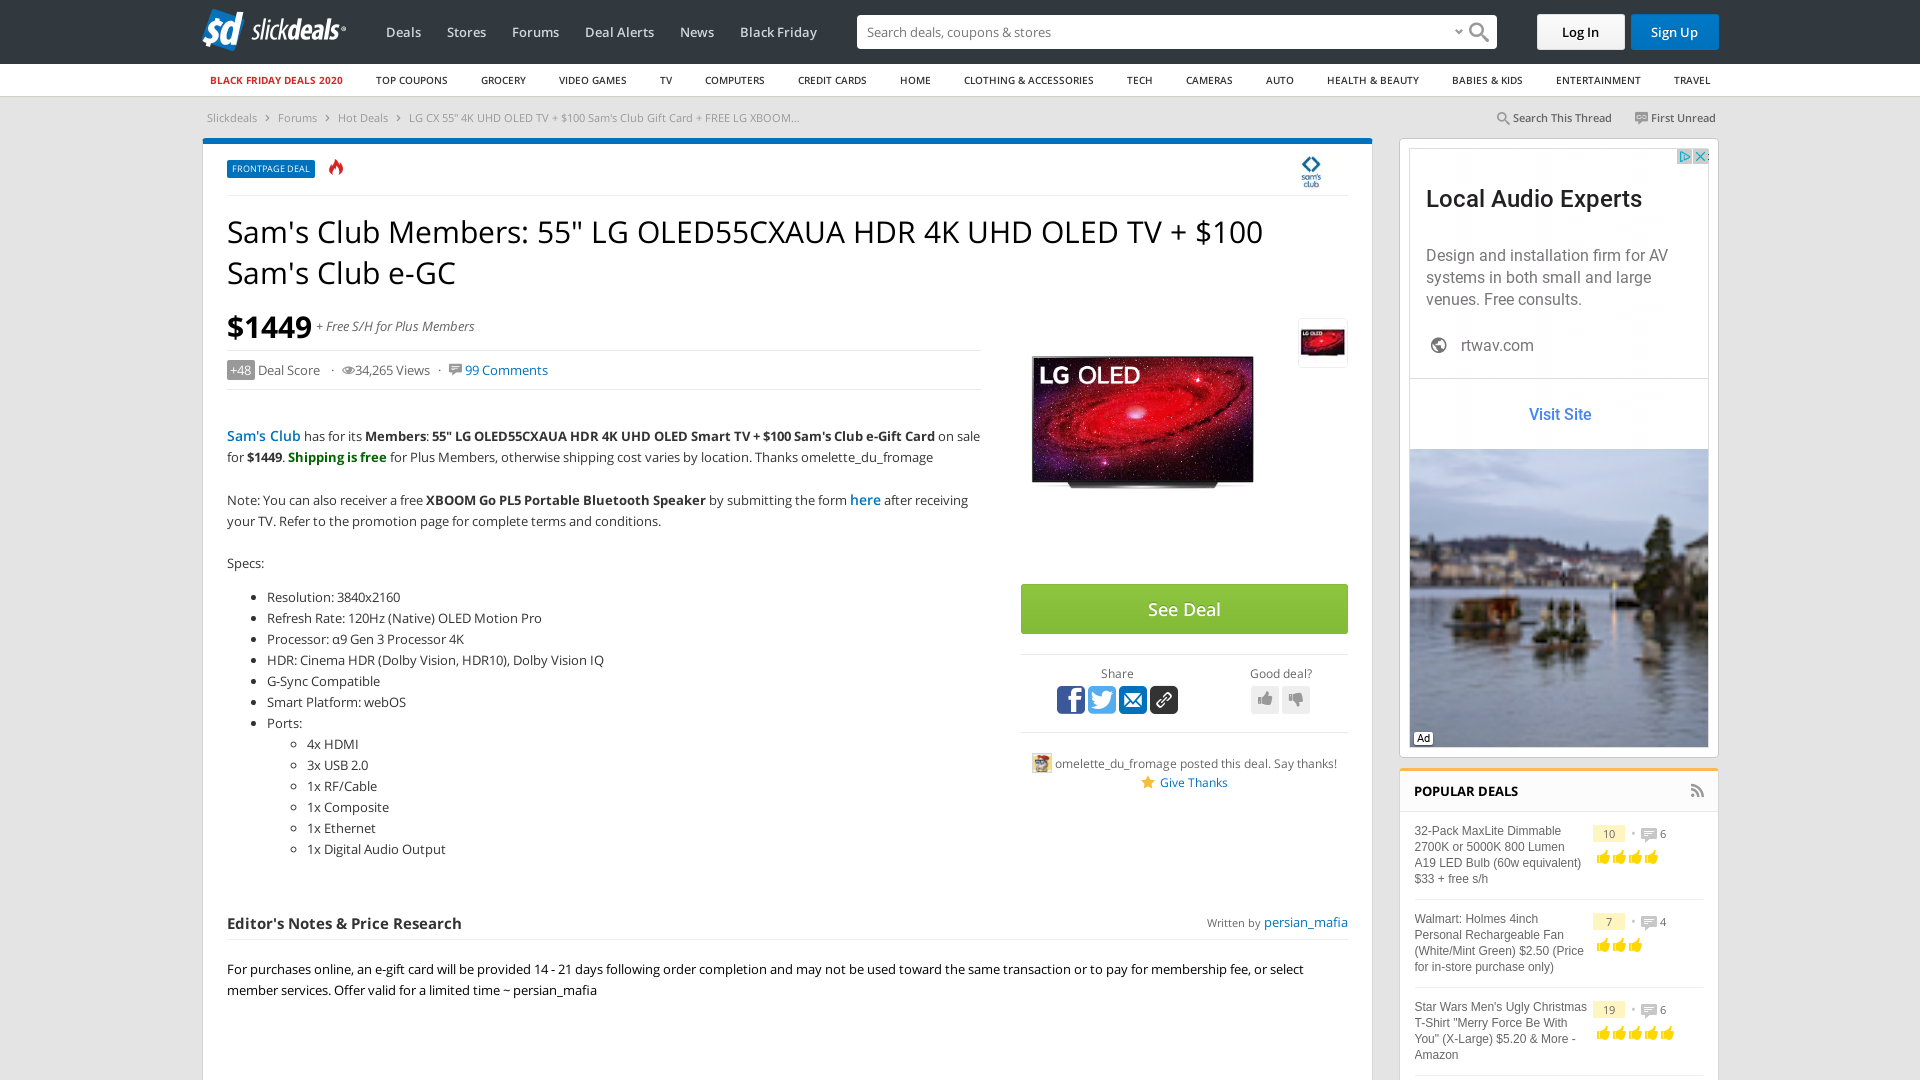 slickdeals
Deals
Stores
Forums
Deal Alerts
News
Black Friday
Search deals, coupons & stores
Log In
Sign Up
BLACK FRIDAY DEALS 2020
TOP COUPONS
GROCERY
VIDEO GAMES
TV
COMPUTERS
CREDIT CARDS
HOME
CLOTHING & ACCESSORIES
TECH
CAMERAS
AUTO
HEALTH & BEAUTY
BABIES & KIDS
ENTERTAINMENT
TRAVEL
Slickdeals › Forums › Hot Deals › LG CX 55" 4K UHD OLED TV + $100 Sam's Club Gift Card + FREE LG XBOOM...
Search This Thread
First Unread
FRONTPAGE DEAL
sam's
club
Sam's Club Members: 55" LG OLED55CXAUA HDR 4K UHD OLED TV + $100
Sam's Club e-GC
$1449 + Free S/H for Plus Members
+48 Deal Score · 34,265 Views · 99 Comments
Sam's Club has for its Members: 55" LG OLED55CXAUA HDR 4K UHD OLED Smart TV + $100 Sam's Club e-Gift Card on sale
for $1449. Shipping is free for Plus Members, otherwise shipping cost varies by location. Thanks omelette_du_fromage
Note: You can also receiver a free XBOOM Go PL5 Portable Bluetooth Speaker by submitting the form here after receiving
your TV. Refer to the promotion page for complete terms and conditions.
Specs:
Resolution: 3840x2160
Refresh Rate: 120Hz (Native) OLED Motion Pro
Processor: α9 Gen 3 Processor 4K
HDR: Cinema HDR (Dolby Vision, HDR10), Dolby Vision IQ
G-Sync Compatible
Smart Platform: webOS
Ports:
4x HDMI
3x USB 2.0
1x RF/Cable
1x Composite
1x Ethernet
1x Digital Audio Output
LG OLED
LG OLED
See Deal
Share
Good deal?
omelette_du_fromage posted this deal. Say thanks!
Give Thanks
Editor's Notes & Price Research
Written by persian_mafia
For purchases online, an e-gift card will be provided 14 - 21 days following order completion and may not be used toward the same transaction or to pay for membership fee, or select
member services. Offer valid for a limited time ~ persian_mafia
Local Audio Experts
Design and installation firm for AV
systems in both small and large
venues. Free consults.
rtwav.com
Visit Site
Ad
POPULAR DEALS
32-Pack MaxLite Dimmable
2700K or 5000K 800 Lumen
A19 LED Bulb (60w equivalent)
$33 + free s/h
10 • 6
Walmart: Holmes 4inch
Personal Rechargeable Fan
(White/Mint Green) $2.50 (Price
for in-store purchase only)
7 • 4
Star Wars Men's Ugly Christmas
T-Shirt "Merry Force Be With
You" (X-Large) $5.20 & More -
Amazon
19 • 6